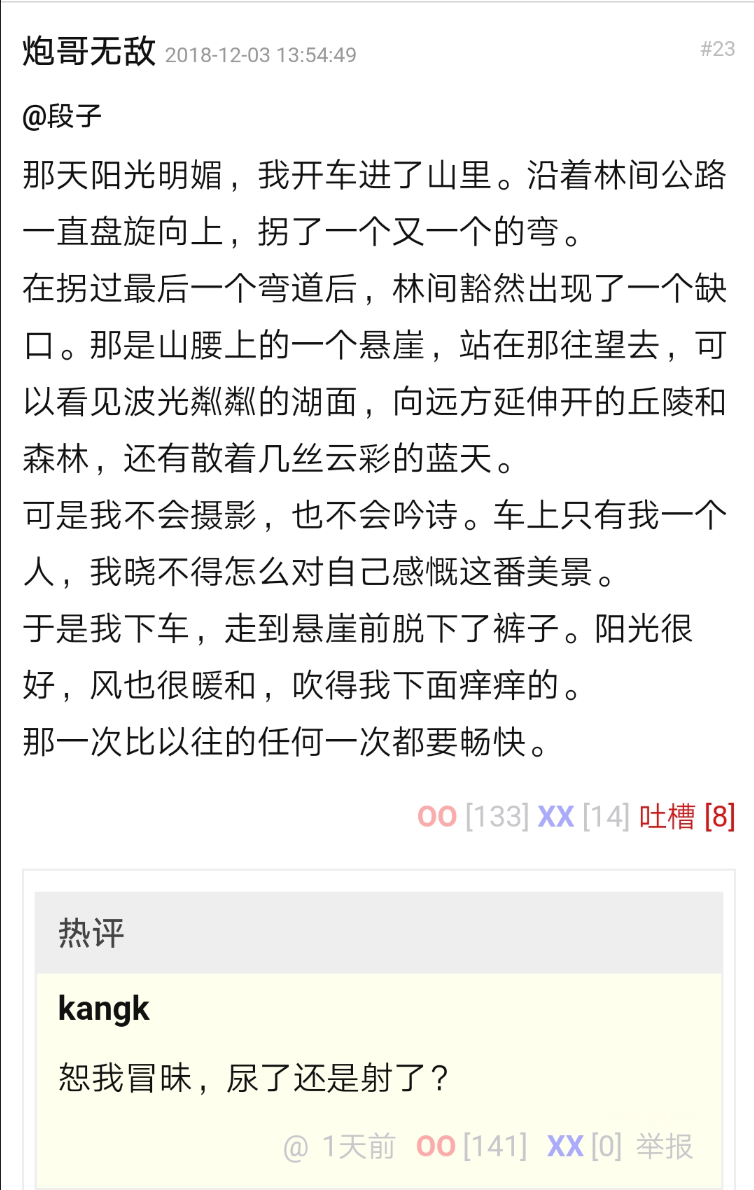 炮哥无敌 2018-12-03 13:54:49 #23
@段子
那天阳光明媚，我开车进了山里。沿着林间公路
一直盘旋向上，拐了一个又一个的弯。
在拐过最后一个弯道后，林间豁然出现了一个缺
口。那是山腰上的一个悬崖，站在那往望去，可
以看见波光粼粼的湖面，向远方延伸开的丘陵和
森林，还有散着几丝云彩的蓝天。
可是我不会摄影，也不会吟诗。车上只有我一个
人，我晓不得怎么对自己感慨这番美景。
于是我下车，走到悬崖前脱下了裤子。阳光很
好，风也很暖和，吹得我下面痒痒的。
那一次比以往的任何一次都要畅快。
OO [133] XX [14] 吐槽 [8]
热评
kangk
恕我冒昧，尿了还是射了？
@ 1天前 OO [141] XX [0] 举报